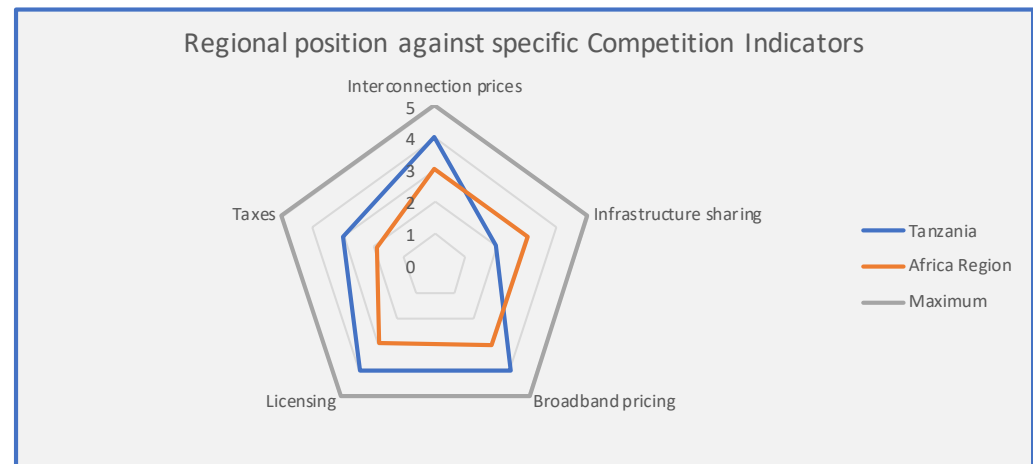 Regional position against specific Competition Indicators
Interconnection prices
5
4
3
2
1
0
Taxes
Infrastructure sharing
Licensing
Broadband pricing
Tanzania
Africa Region
Maximum